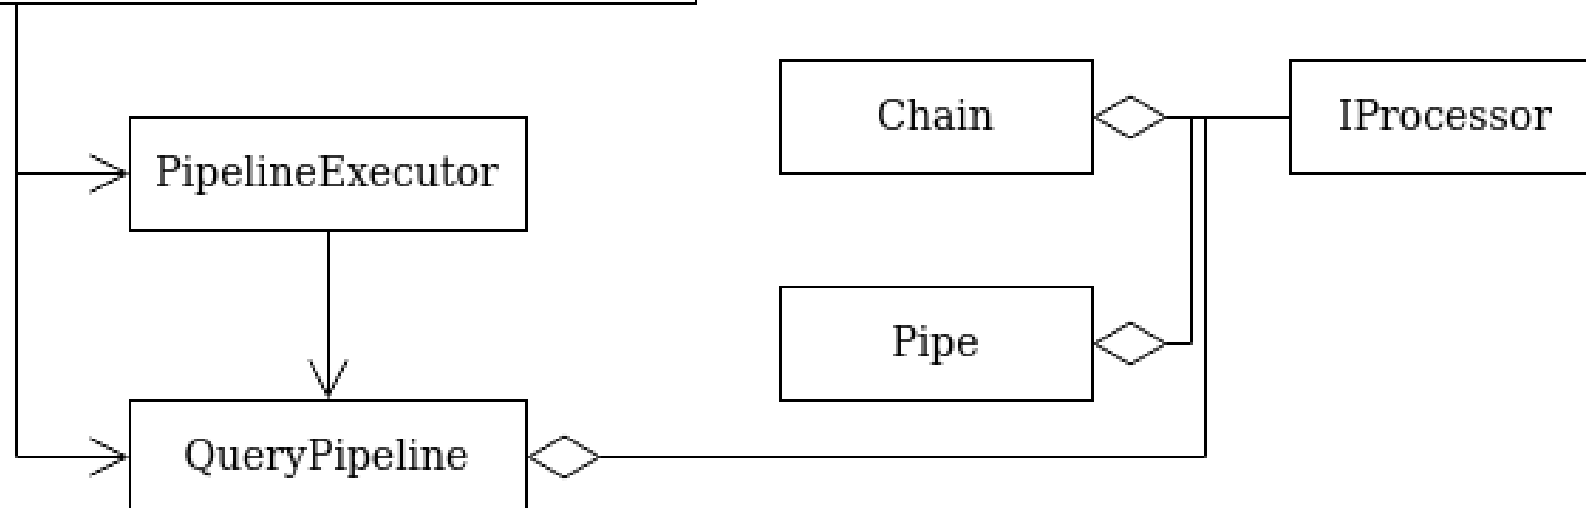 Chain
IProcessor
PipelineExecutor
Pipe
QueryPipeline